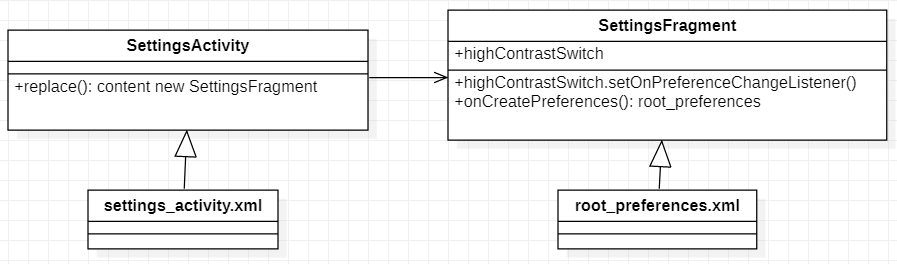 SettingsActivity
+replace(): content new SettingsFragment
SettingsFragment
+highContrastSwitch
+highContrastSwitch.setOnPreferenceChangeListener()
+onCreatePreferences(): root_preferences
settings_activity.xml
root_preferences.xml